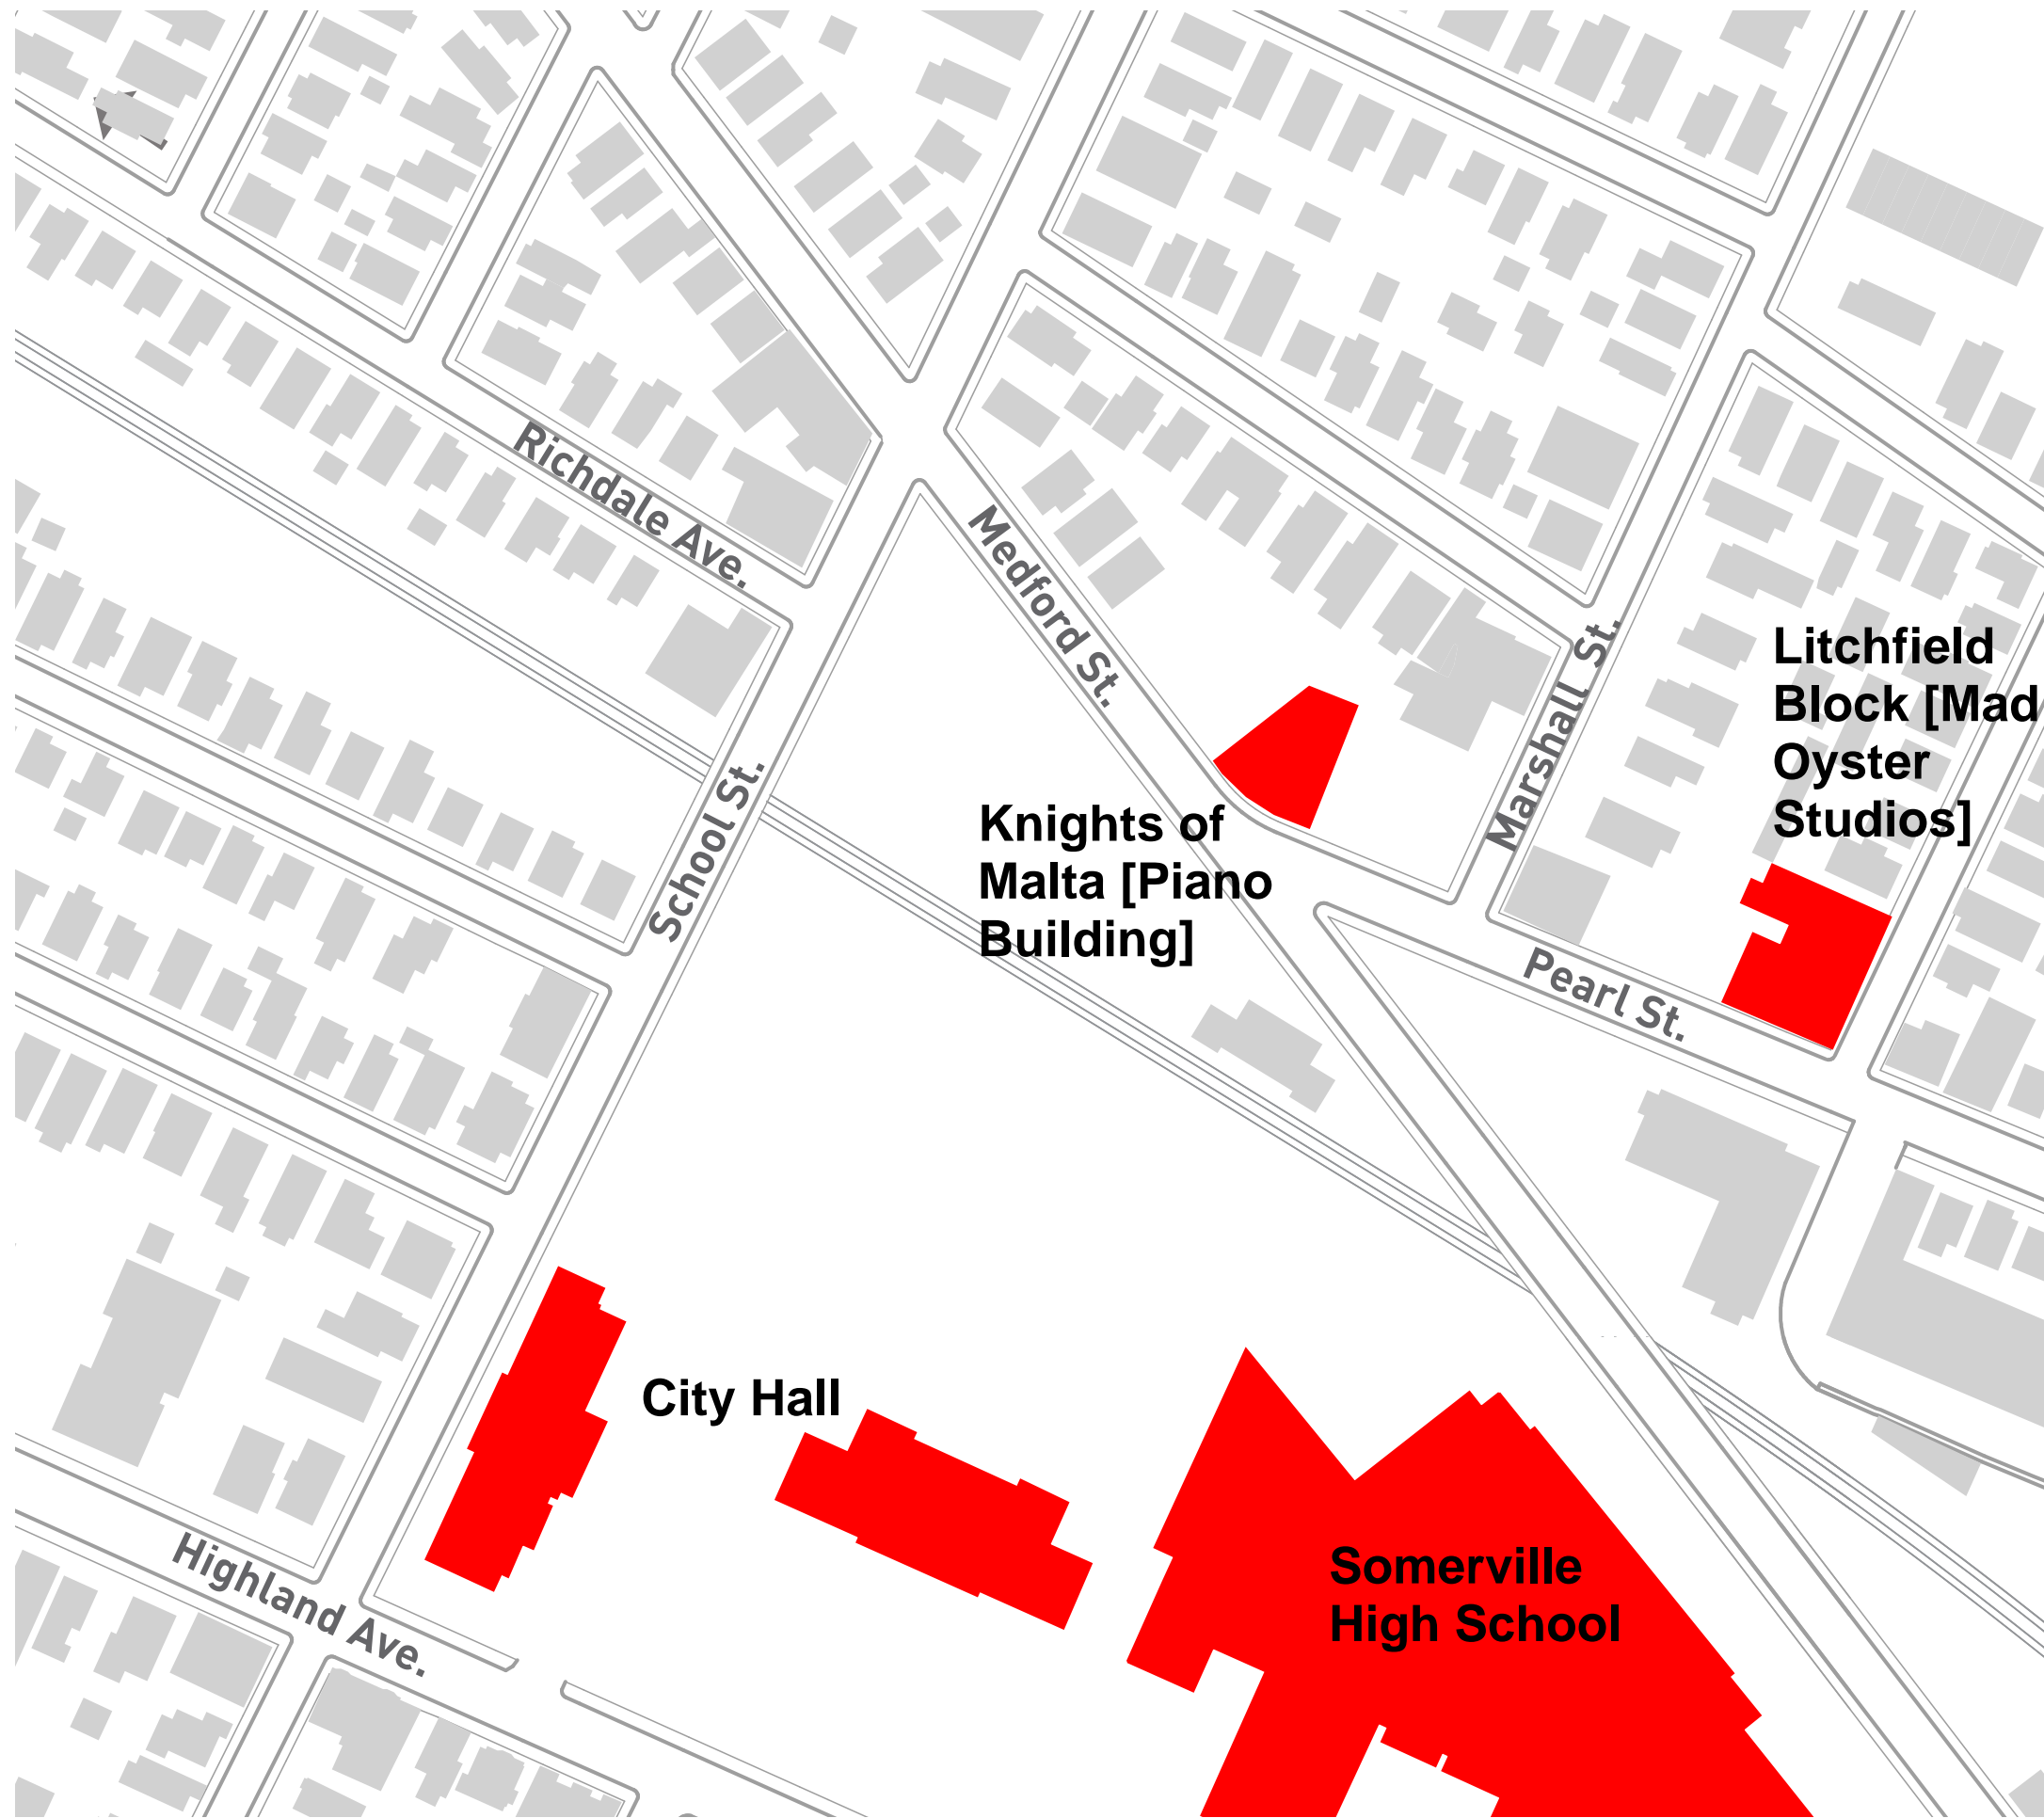 Richdale Ave.
Medford St.
Marshall St.
Litchfield
Block [Mad
Oyster
Studios]
School St.
Knights of
Malta [Piano
Building]
Pearl St.
City Hall
Highland Ave.
Somerville
High School